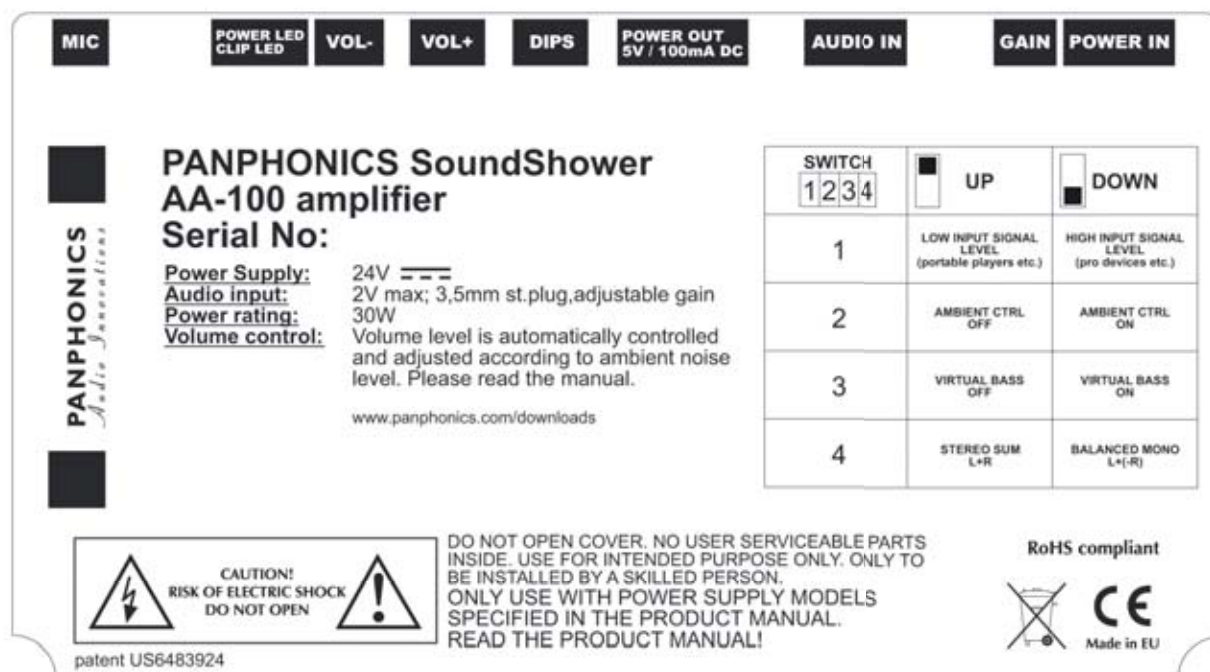 MIC
POWER LED
CLIP LED
VOL-
VOL+
DIPS
POWER OUT
5V / 100mA DC
AUDIO IN
GAIN
POWER IN
PANPHONICS
Audio Innovations
PANPHONICS SoundShower
AA-100 amplifier
Serial No:
Power Supply: 24V
Audio input: 2V max; 3,5mm st.plug,adjustable gain
Power rating: 30W
Volume control: Volume level is automatically controlled
and adjusted according to ambient noise
level. Please read the manual.
www.panphonics.com/downloads
SWITCH
1234
UP
DOWN
1
LOW INPUT SIGNAL
LEVEL
(portable players etc.)
HIGH INPUT SIGNAL
LEVEL
(pro devices etc.)
2
AMBIENT CTRL
OFF
AMBIENT CTRL
ON
3
VIRTUAL BASS
OFF
VIRTUAL BASS
ON
4
STEREO SUM
L+R
BALANCED MONO
L+(-R)
CAUTION!
RISK OF ELECTRIC SHOCK
DO NOT OPEN
DO NOT OPEN COVER. NO USER SERVICEABLE PARTS
INSIDE. USE FOR INTENDED PURPOSE ONLY. ONLY TO
BE INSTALLED BY A SKILLED PERSON.
ONLY USE WITH POWER SUPPLY MODELS
SPECIFIED IN THE PRODUCT MANUAL.
READ THE PRODUCT MANUAL!
RoHS compliant
CE
Made in EU
patent US6483924